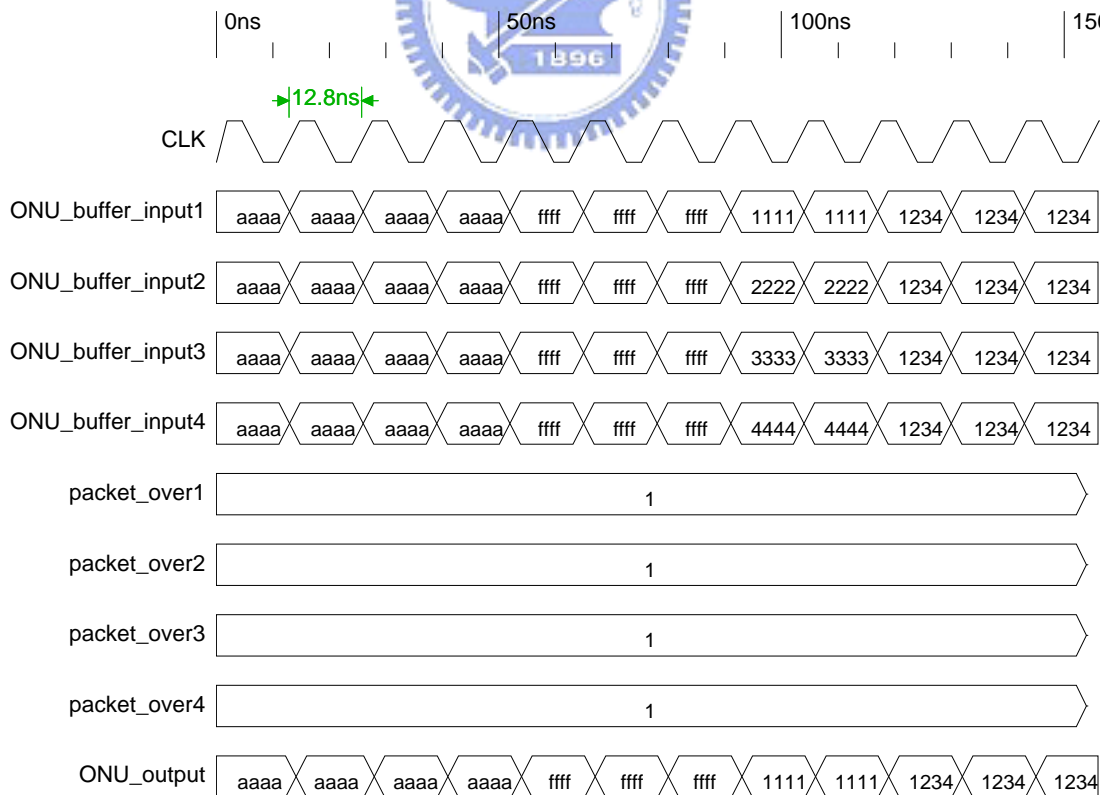 0ns 50ns 100ns 150
1896
12.8ns
CLK
ONU_buffer_input1 aaaa aaaa aaaa aaaa ffff ffff ffff 1111 1111 1234 1234 1234
ONU_buffer_input2 aaaa aaaa aaaa aaaa ffff ffff ffff 2222 2222 1234 1234 1234
ONU_buffer_input3 aaaa aaaa aaaa aaaa ffff ffff ffff 3333 3333 1234 1234 1234
ONU_buffer_input4 aaaa aaaa aaaa aaaa ffff ffff ffff 4444 4444 1234 1234 1234
packet_over1 1
packet_over2 1
packet_over3 1
packet_over4 1
ONU_output aaaa aaaa aaaa aaaa ffff ffff ffff 1111 1111 1234 1234 1234